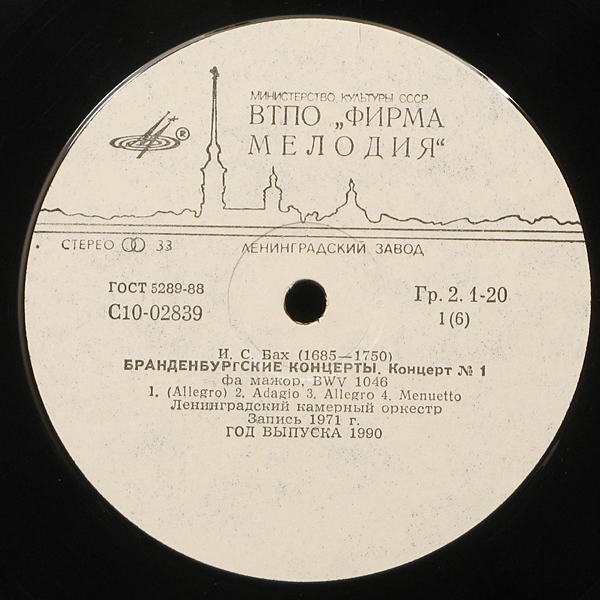 МИНИСТЕРСТВО КУЛЬТУРЫ СССР
ВТПО „ФИРМА
МЕЛОДИЯ“
®
СТЕРЕО 33
ЛЕНИНГРАДСКИЙ ЗАВОД
ГОСТ 5289-88
С10-02839
Гр. 2. 1-20
1 (6)
И. С. Бах (1685—1750)
БРАНДЕНБУРГСКИЕ КОНЦЕРТЫ. Концерт № 1
фа мажор, BWV 1046
1. (Allegro) 2. Adagio 3. Allegro 4. Menuetto
Ленинградский камерный оркестр
Запись 1971 г.
ГОД ВЫПУСКА 1990